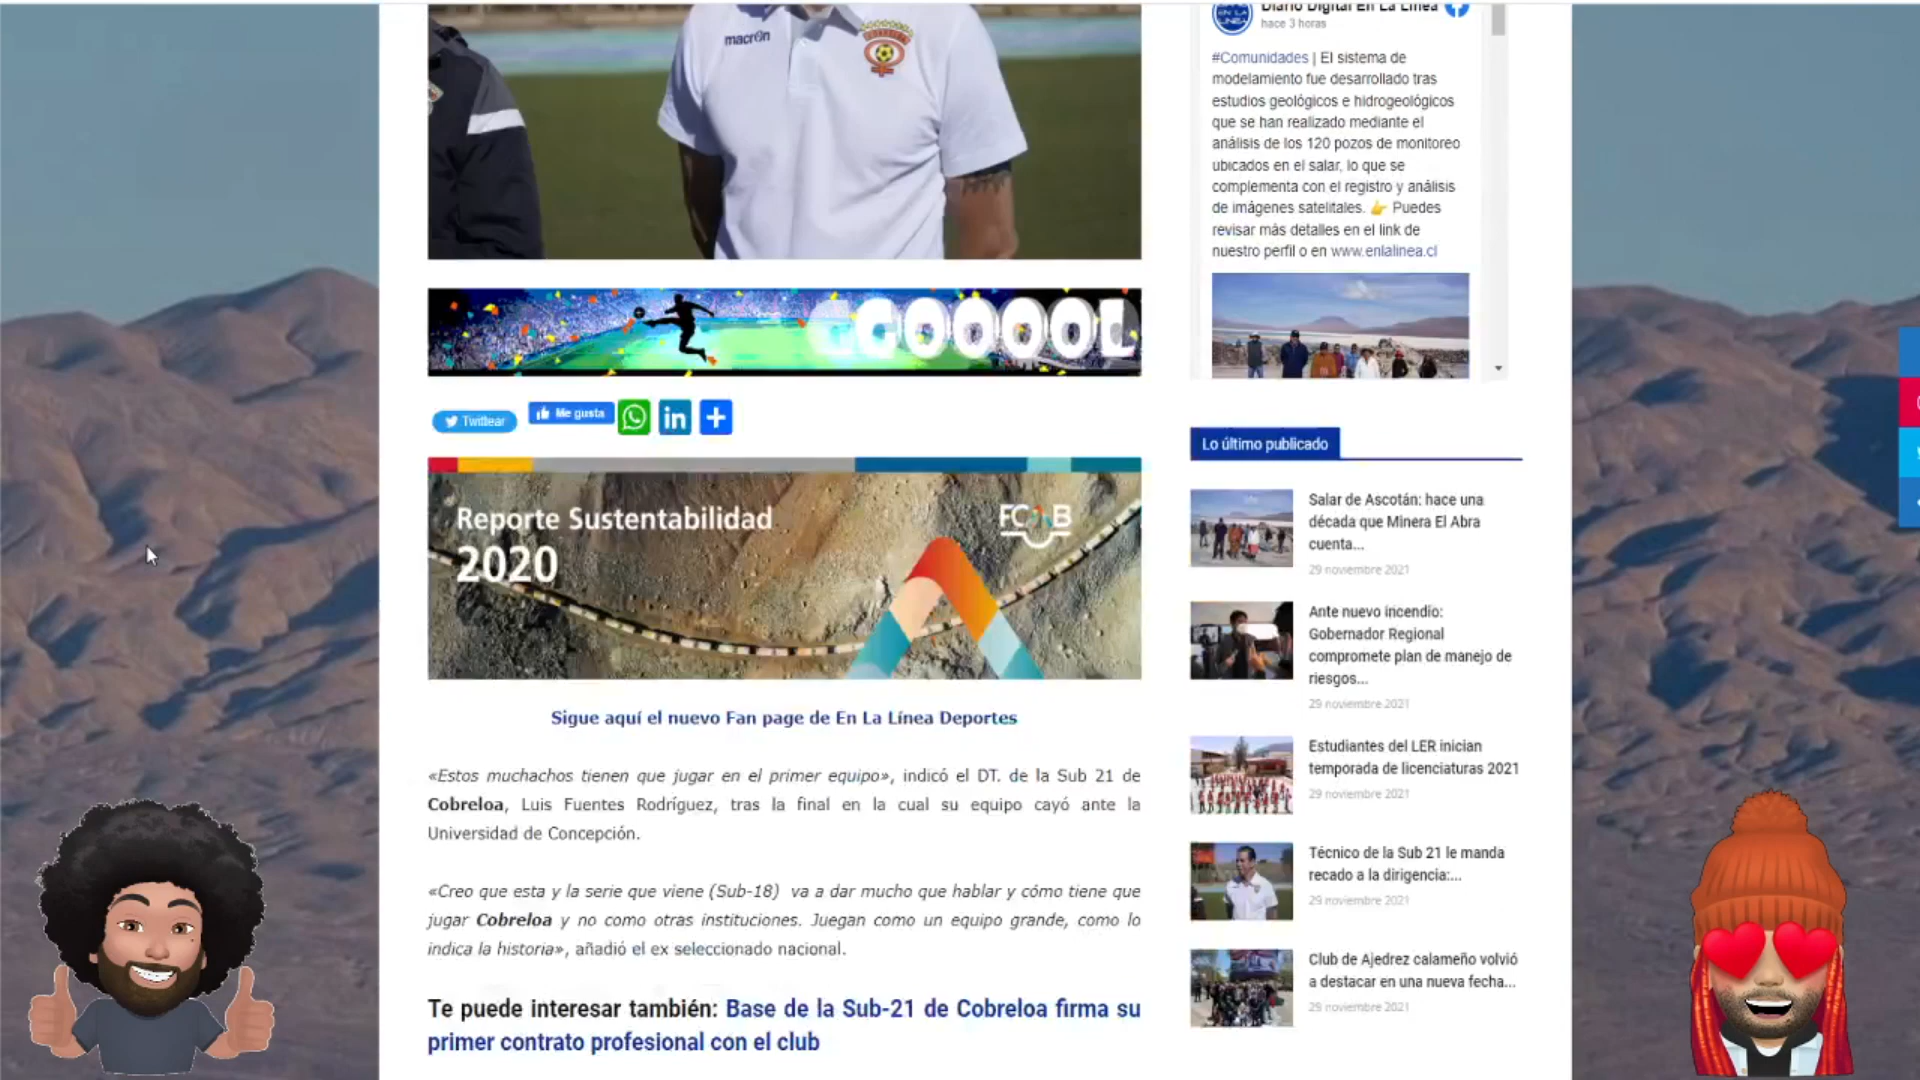 macron
COBRELOA
GOOOOL
Twittear
Me gusta
Reporte Sustentabilidad
2020
FCAB
Sigue aquí el nuevo Fan page de En La Línea Deportes
«Estos muchachos tienen que jugar en el primer equipo», indicó el DT. de la Sub 21 de
Cobreloa, Luis Fuentes Rodríguez, tras la final en la cual su equipo cayó ante la
Universidad de Concepción.
«Creo que esta y la serie que viene (Sub-18) va a dar mucho que hablar y cómo tiene que
jugar Cobreloa y no como otras instituciones. Juegan como un equipo grande, como lo
indica la historia», añadió el ex seleccionado nacional.
Te puede interesar también: Base de la Sub-21 de Cobreloa firma su
primer contrato profesional con el club
Diario Digital En La Línea
EN LA
LINEA
hace 3 horas
#Comunidades | El sistema de
modelamiento fue desarrollado tras
estudios geológicos e hidrogeológicos
que se han realizado mediante el
análisis de los 120 pozos de monitoreo
ubicados en el salar, lo que se
complementa con el registro y análisis
de imágenes satelitales. 👉 Puedes
revisar más detalles en el link de
nuestro perfil o en www.enlalinea.cl
Lo último publicado
Salar de Ascotán: hace una
década que Minera El Abra
cuenta...
29 noviembre 2021
Ante nuevo incendio:
Gobernador Regional
compromete plan de manejo de
riesgos...
29 noviembre 2021
Estudiantes del LER inician
temporada de licenciaturas 2021
29 noviembre 2021
Técnico de la Sub 21 le manda
recado a la dirigencia:...
29 noviembre 2021
Club de Ajedrez calameño volvió
a destacar en una nueva fecha...
29 noviembre 2021